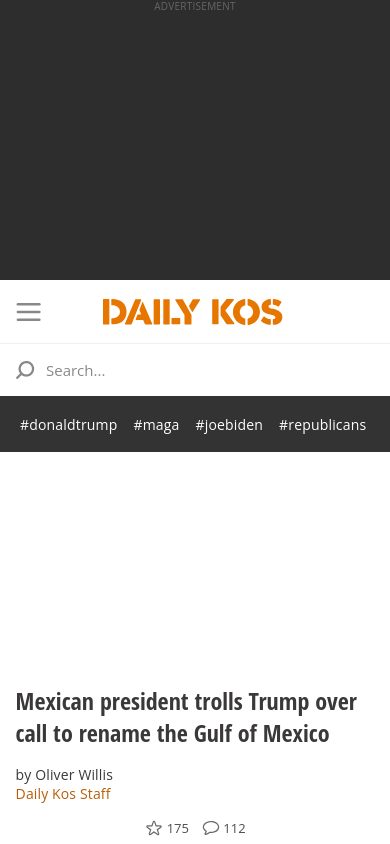 ADVERTISEMENT
DAILY KOS
Search...
#donaldtrump #maga #joebiden #republicans
Mexican president trolls Trump over
call to rename the Gulf of Mexico
by Oliver Willis
Daily Kos Staff
175 112